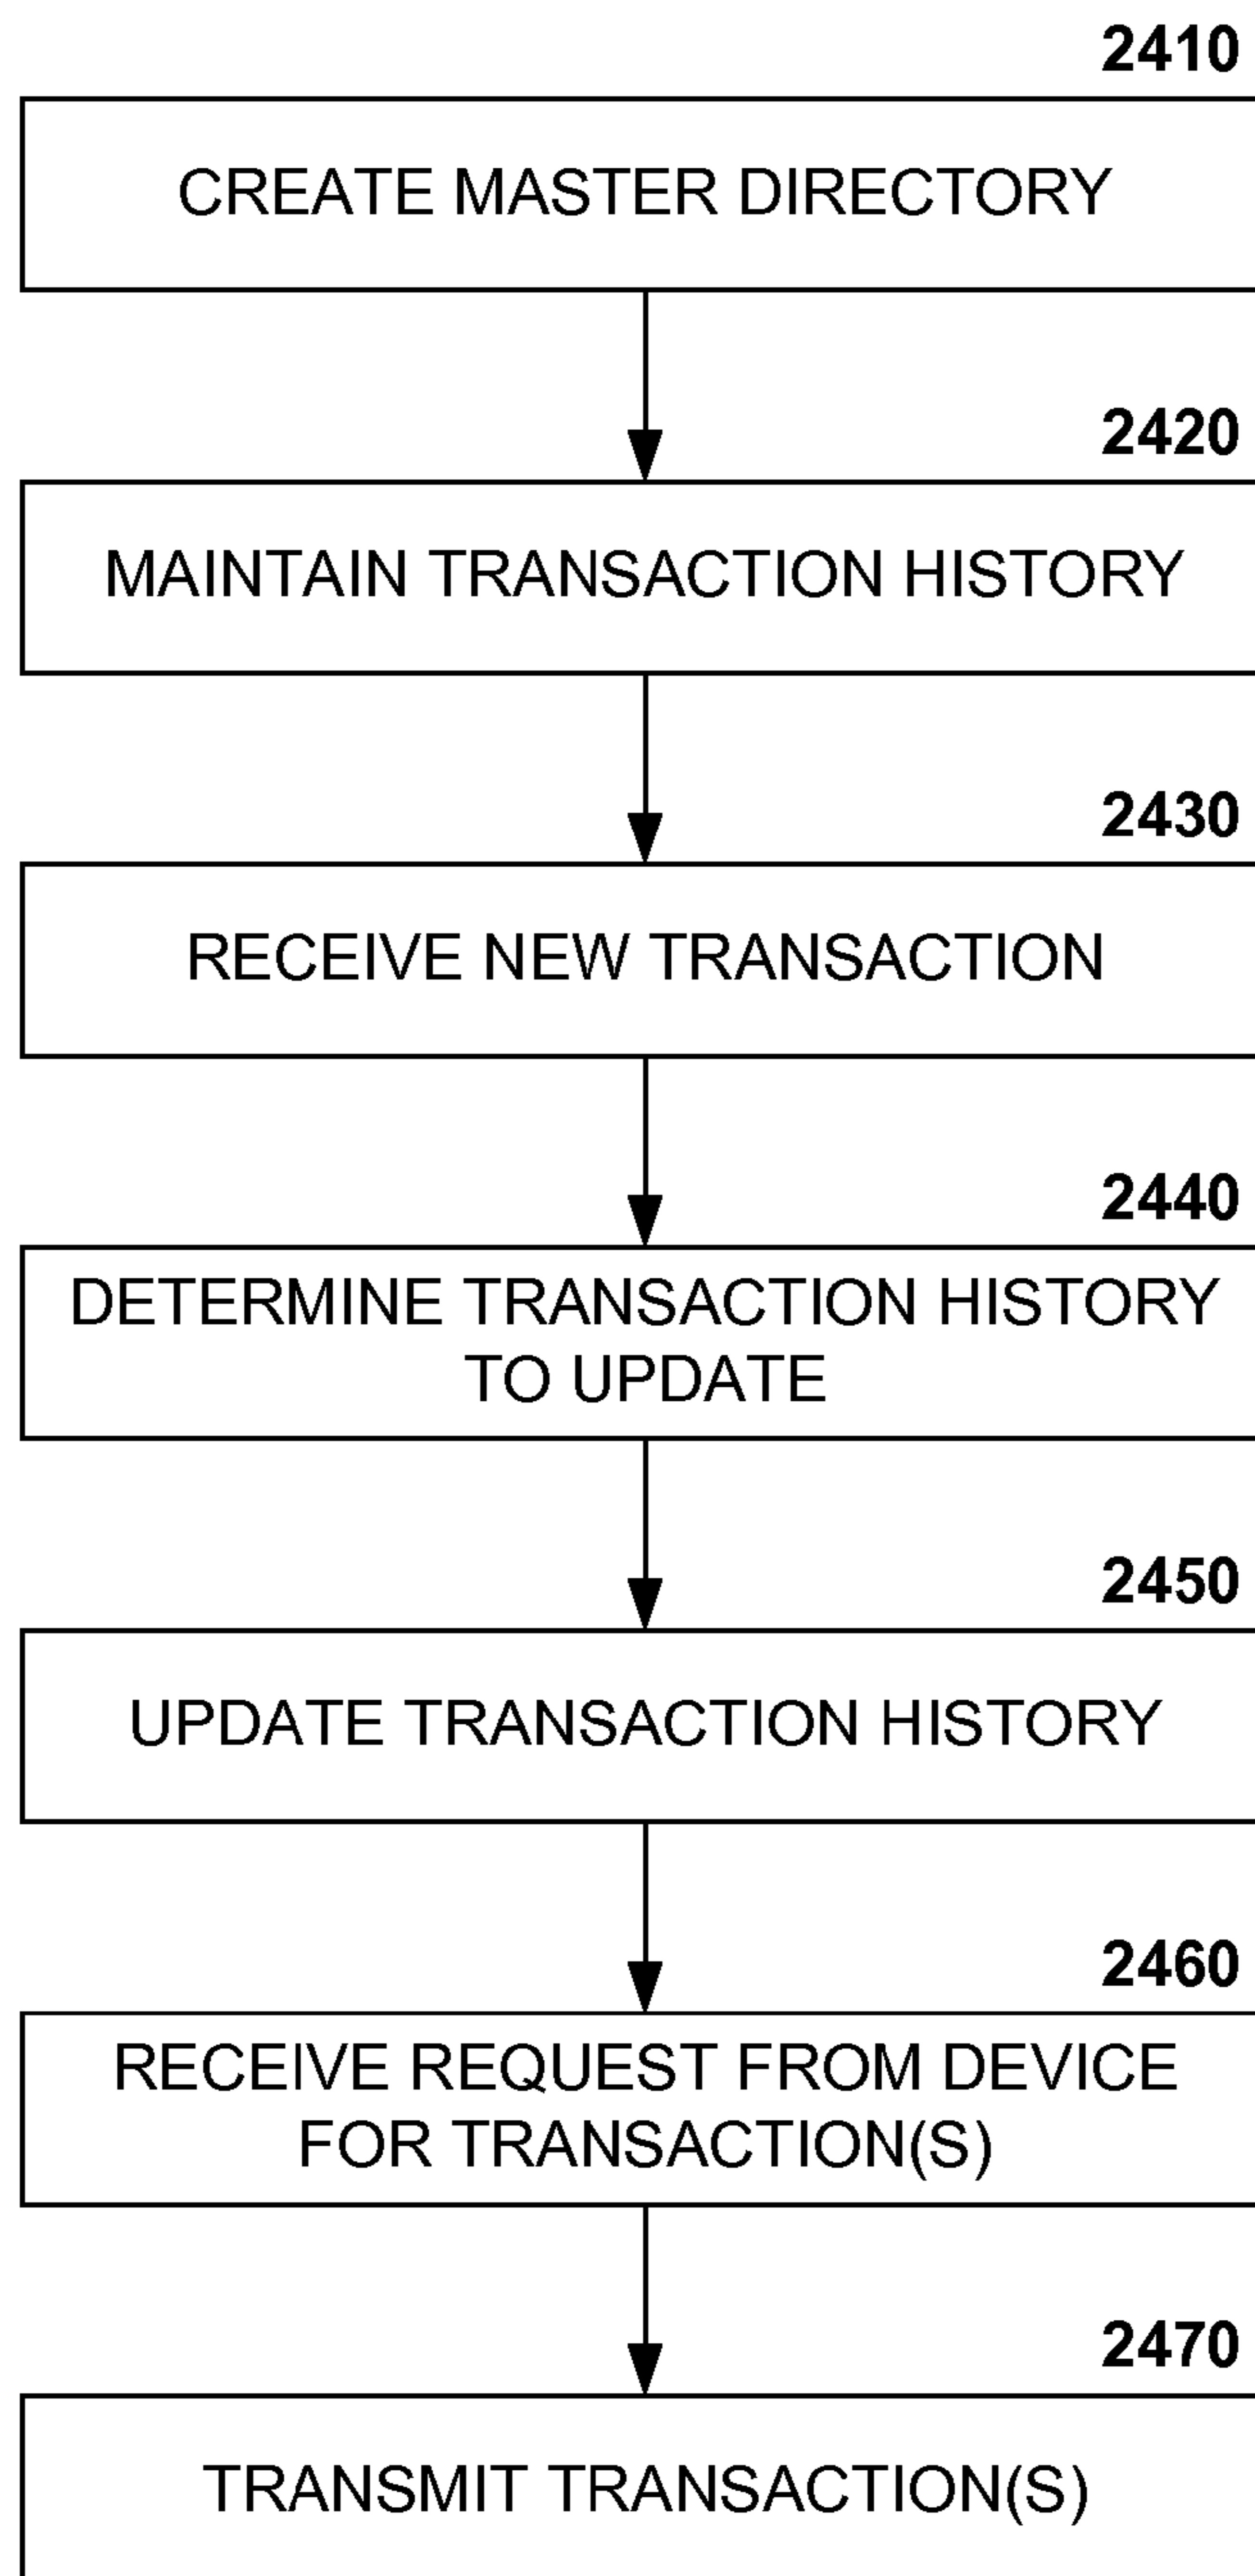 2410
CREATE MASTER DIRECTORY
2420
MAINTAIN TRANSACTION HISTORY
2430
RECEIVE NEW TRANSACTION
2440
DETERMINE TRANSACTION HISTORY
TO UPDATE
2450
UPDATE TRANSACTION HISTORY
2460
RECEIVE REQUEST FROM DEVICE
FOR TRANSACTION(S)
2470
TRANSMIT TRANSACTION(S)